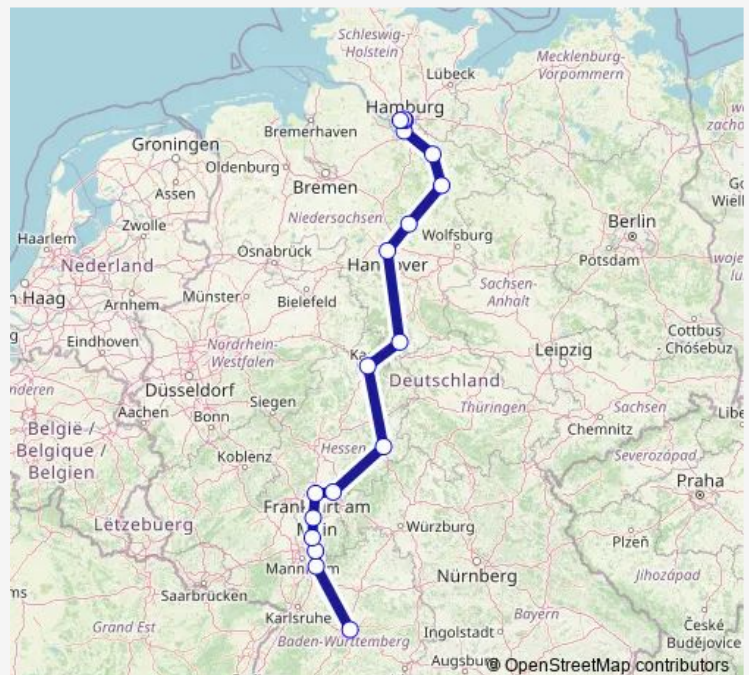 Schleswig-
Holstein
Mecklenburg-
Vorpommern
Lübeck
Hamburg
Bremerhaven
Groningen
Oldenburg
Bremen
Assen
Niedersachsen
Berlin
Zwolle
Wolfsburg
Haarlem
Osnabrück
Potsdam
Nederland
Hannover
n Haag
Arnhem
Münster
Bielefeld
Sachsen-
Anhalt
Cottbus
- Chóśebuz
Eindhoven
Nordrhein-
Westfalen
Leipzig
Ka
Düsseldorf
Deutschland
Aachen
Siegen
Bonn
Thüringen
Sachsen
België /
Belgique /
Belgien
Chemnitz
Koblenz
Hessen
Severozápad
Praha
Frankfurt am
Main
Lëtzebuerg
Würzburg
Plzeň
Mannheim
Nürnberg
Jihozápad
Saarbrücken
Karlsruhe
Bayern
České
Budějovice
Grand Est
Baden-Württemberg
Ingolstadt
Augsburg
© OpenStreetMap contributors